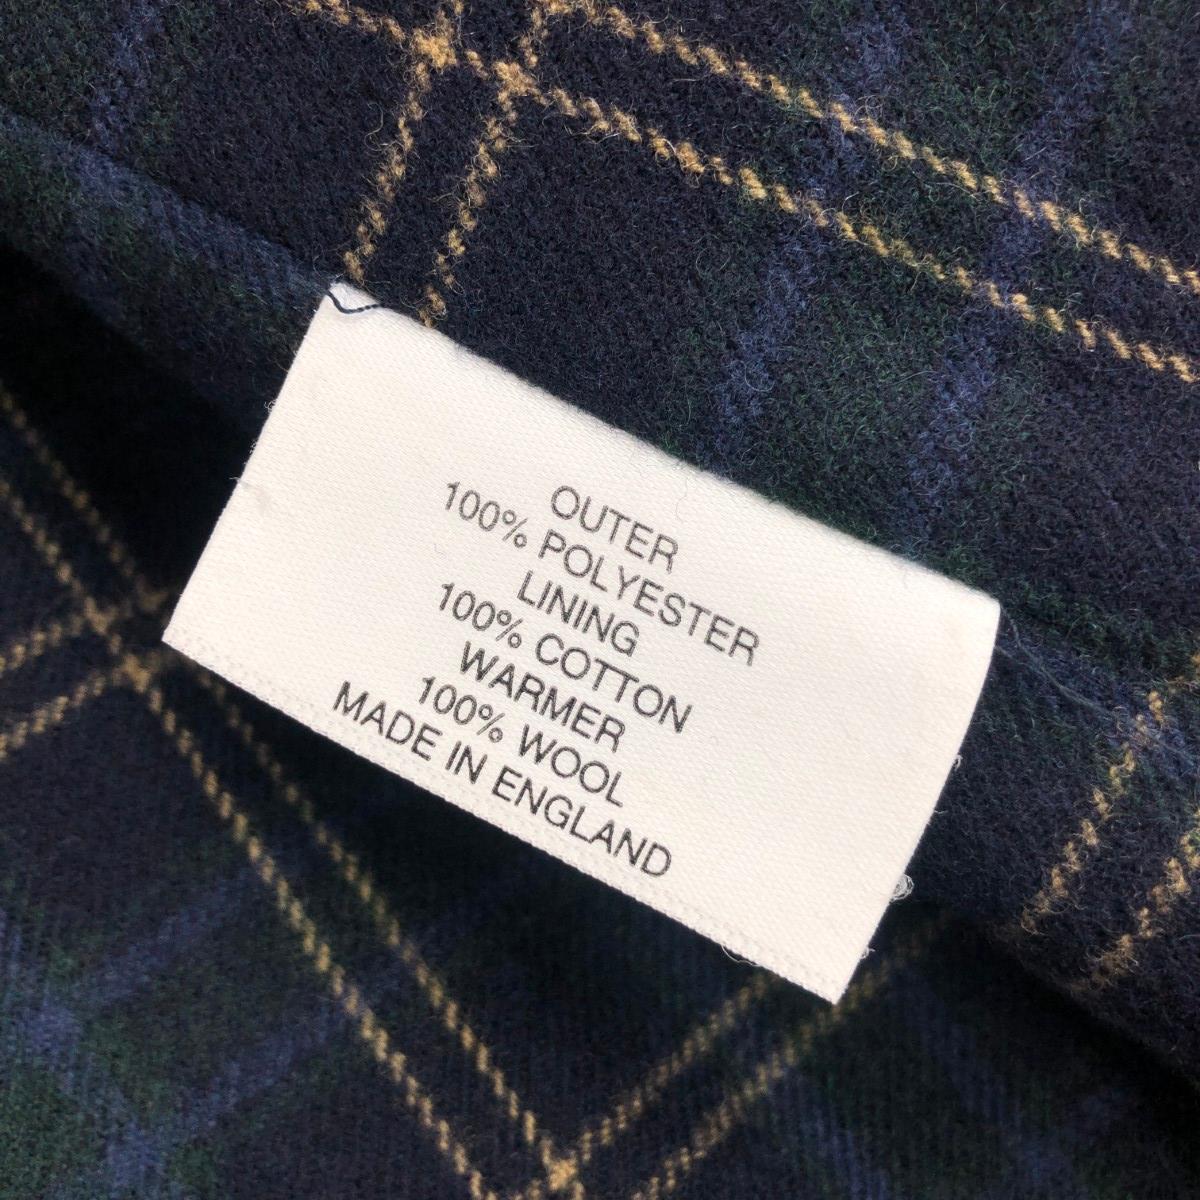 OUTER
100% POLYESTER
LINING
100% COTTON
WARMER
100% WOOL
MADE IN ENGLAND